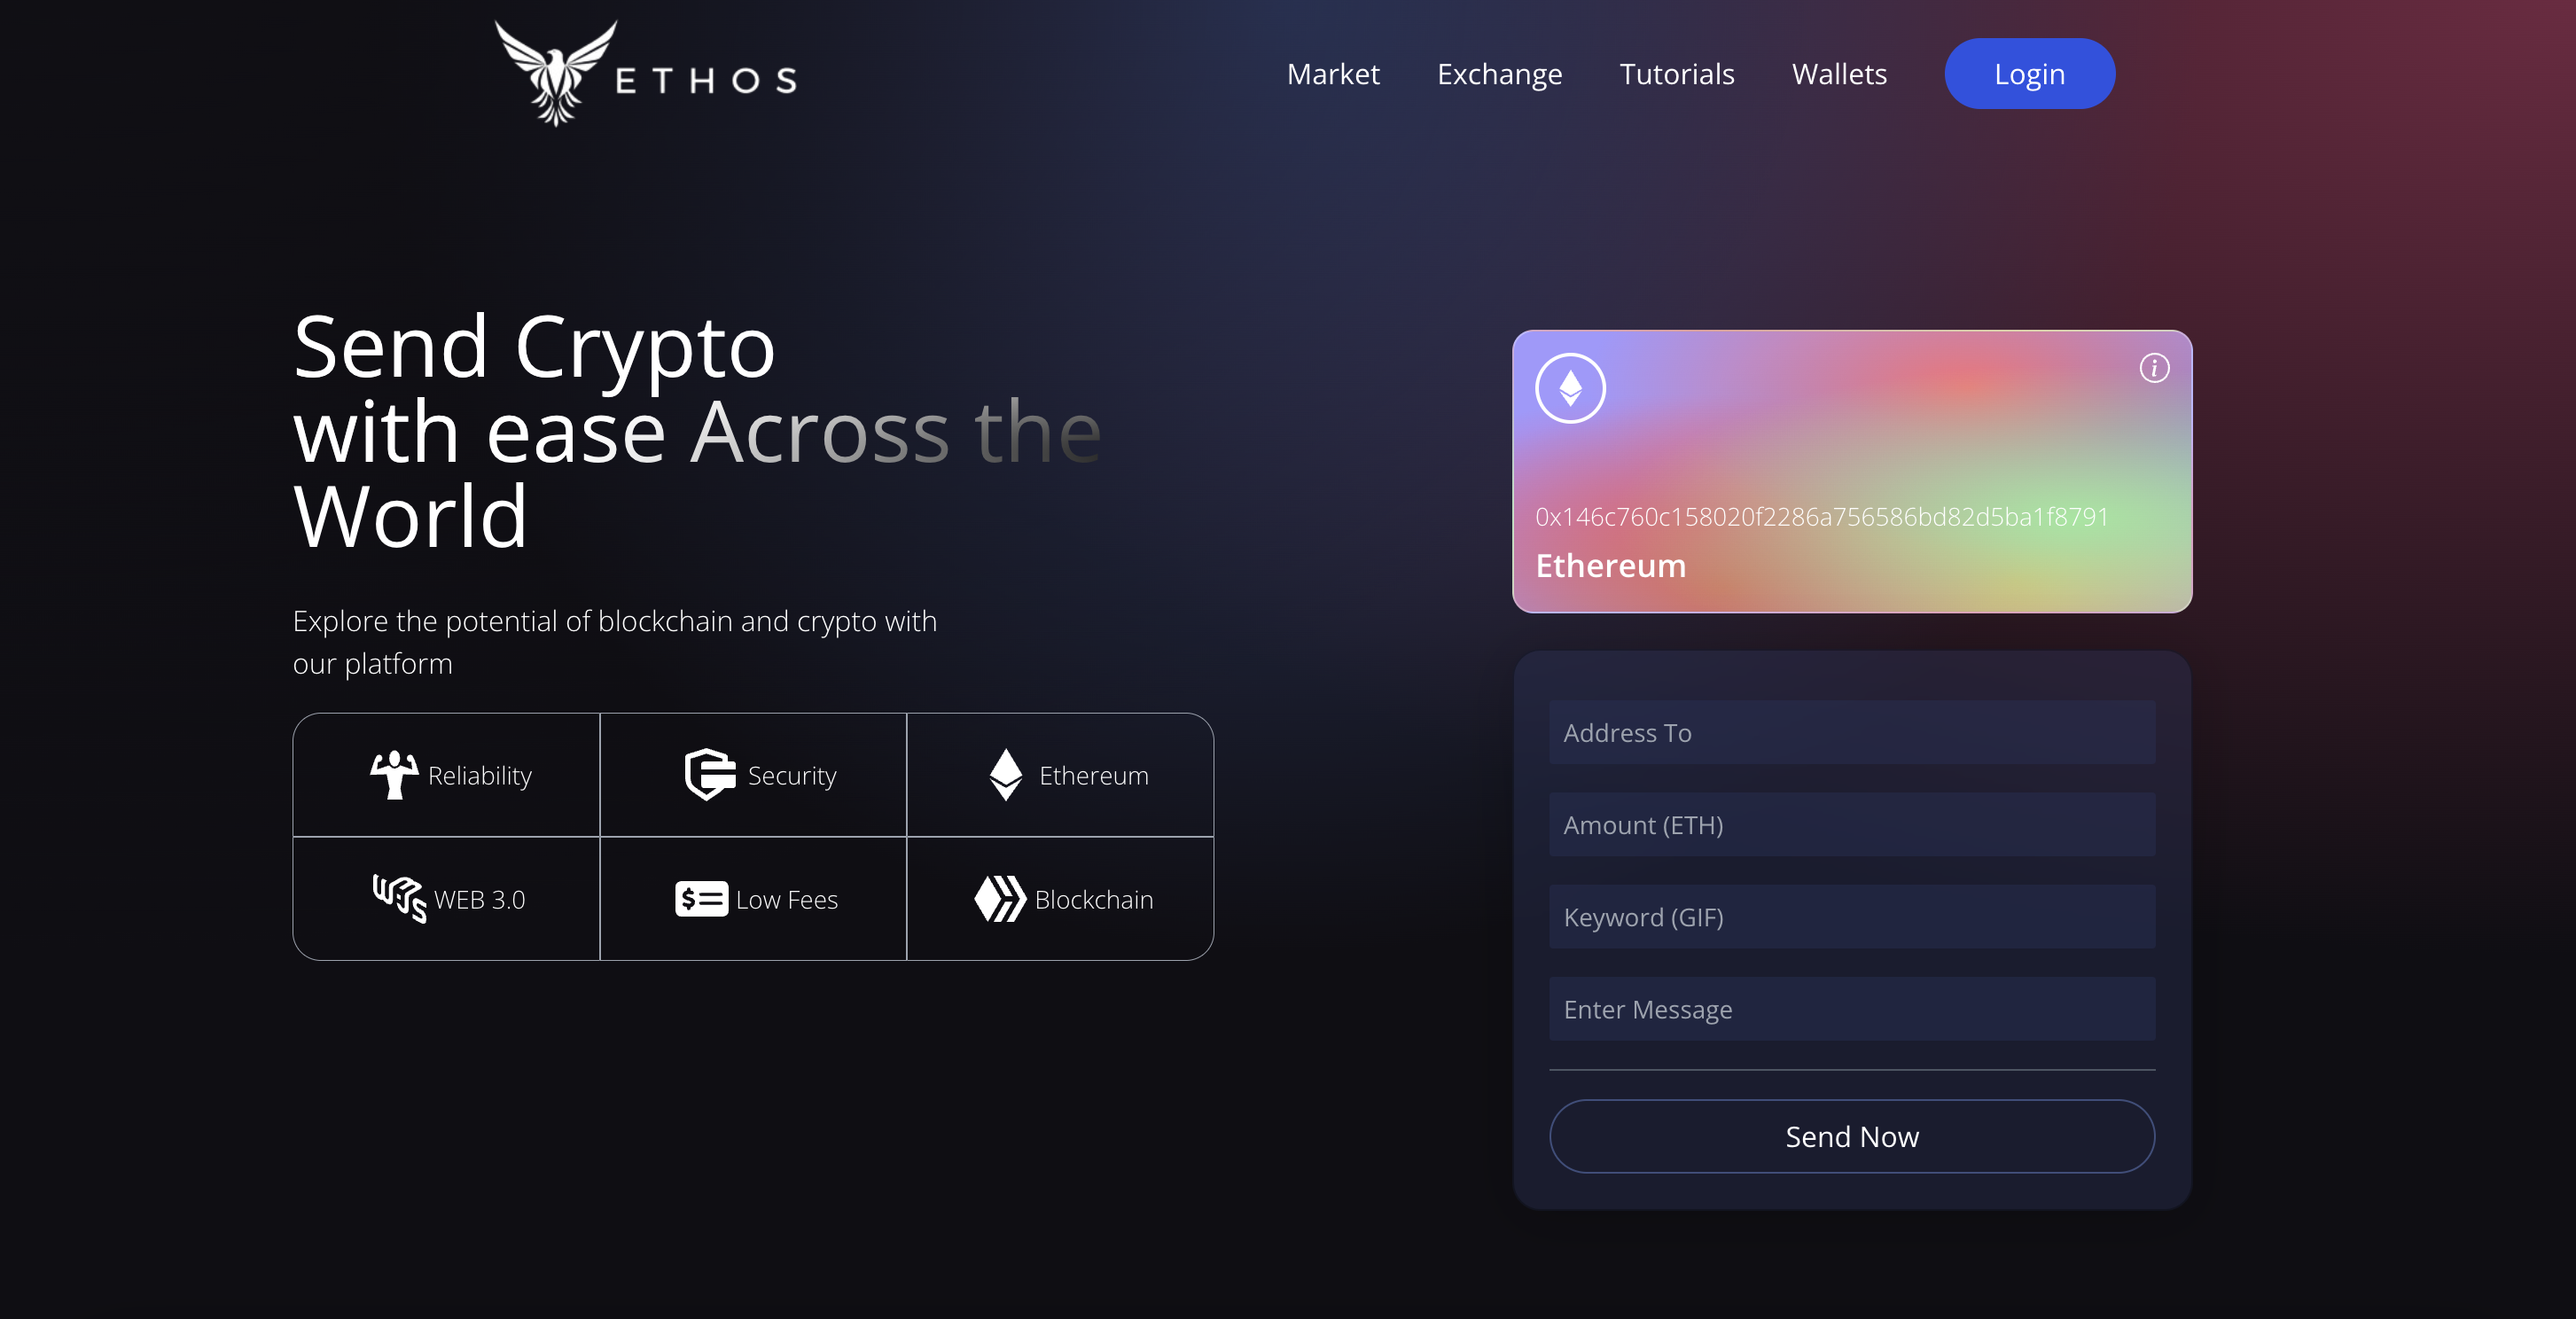 ETHOS
Market
Exchange
Tutorials
Wallets
Login
Send Crypto
with ease Across the
World
Explore the potential of blockchain and crypto with
our platform
Reliability
Security
Ethereum
WEB 3.0
Low Fees
Blockchain
0x146c760c158020f2286a756586bd82d5ba1f8791
Ethereum
Address To
Amount (ETH)
Keyword (GIF)
Enter Message
Send Now